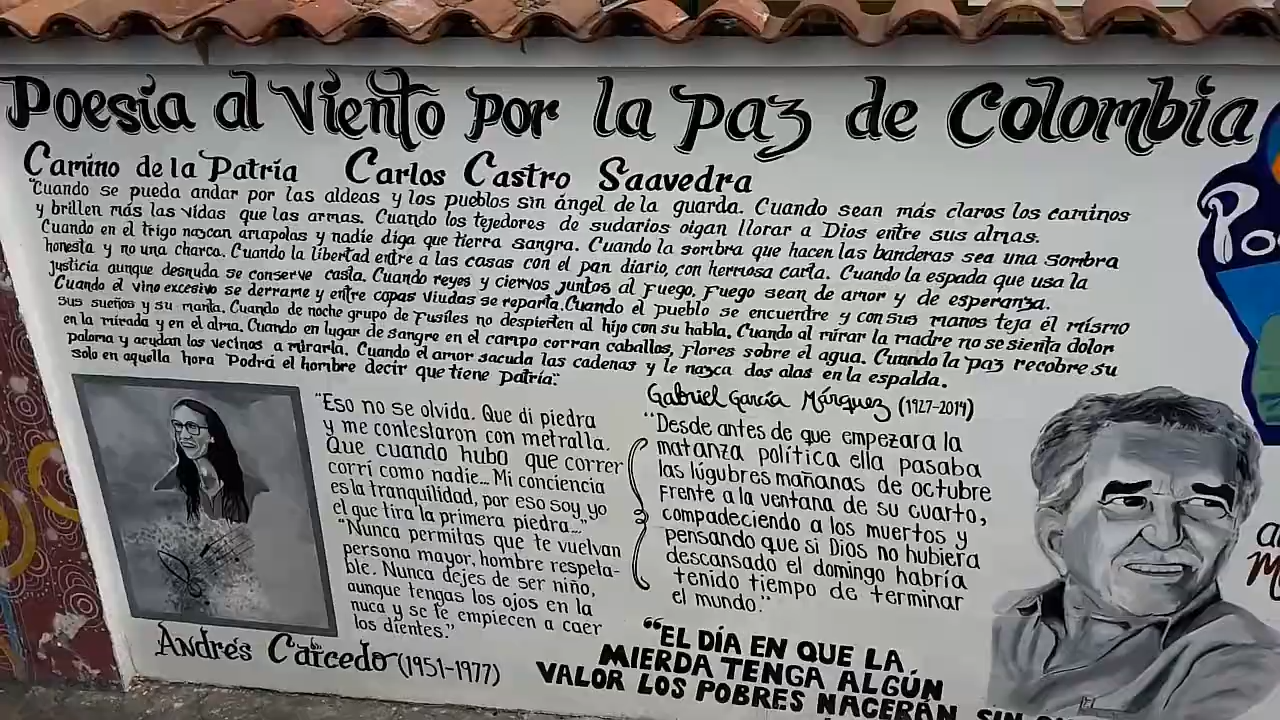 Poesía al Viento por la paz de Colombia
Camino de la Patria Carlos Castro Saavedra
"Cuando se pueda andar por las aldeas y los pueblos sin ángel de la guarda. Cuando sean más claros los caminos
y brillen más las vidas que las armas. Cuando los tejedores de sudarios oigan llorar a Dios entre sus almas.
Cuando en el trigo nazcan amapolas y nadie diga que tierra sangra. Cuando la sombra que hacen las banderas sea una sombra
honesta y no una charca. Cuando la libertad entre a las casas con el pan diario, con hermosa carta. Cuando la espada que usa la
justicia aunque desnuda se conserve casta. Cuando reyes y ciervos juntos al fuego, fuego sean de amor y de esperanza.
Cuando el vino excesivo se derrame y entre copas viudas se reparta. Cuando el pueblo se encuentre y con sus manos teja él mismo
sus sueños y su manta. Cuando de noche grupo de fusiles no despierten al hijo con su habla. Cuando al mirar la madre no se sienta dolor
en la mirada y en el alma. Cuando en lugar de sangre en el campo corran caballos, flores sobre el agua. Cuando la paz recobre su
paloma y acudan los vecinos a mirarla. Cuando el amor sacuda las cadenas y le nazca dos alas en la espalda.
solo en aquella hora Podrá el hombre decir que tiene Patria."
"Eso no se olvida. Que di piedra
y me contestaron con metralla.
Que cuando hubo que correr
corrí como nadie... Mi conciencia
es la tranquilidad, por eso soy yo
el que tira la primera piedra..."
"Nunca permitas que te vuelvan
persona mayor, hombre respeta-
ble. Nunca dejes de ser niño,
aunque tengas los ojos en la
nuca y se te empiecen a caer
los dientes."
Andrés Caicedo (1951-1977)
Gabriel García Márquez (1927-2014)
"Desde antes de que empezara la
matanza política ella pasaba
las lúgubres mañanas de octubre
frente a la ventana de su cuarto,
compadeciendo a los muertos y
pensando que si Dios no hubiera
descansado el domingo habría
tenido tiempo de terminar
el mundo."
"EL DÍA EN QUE LA
MIERDA TENGA ALGÚN
VALOR LOS POBRES NACERÁN SIN
Po